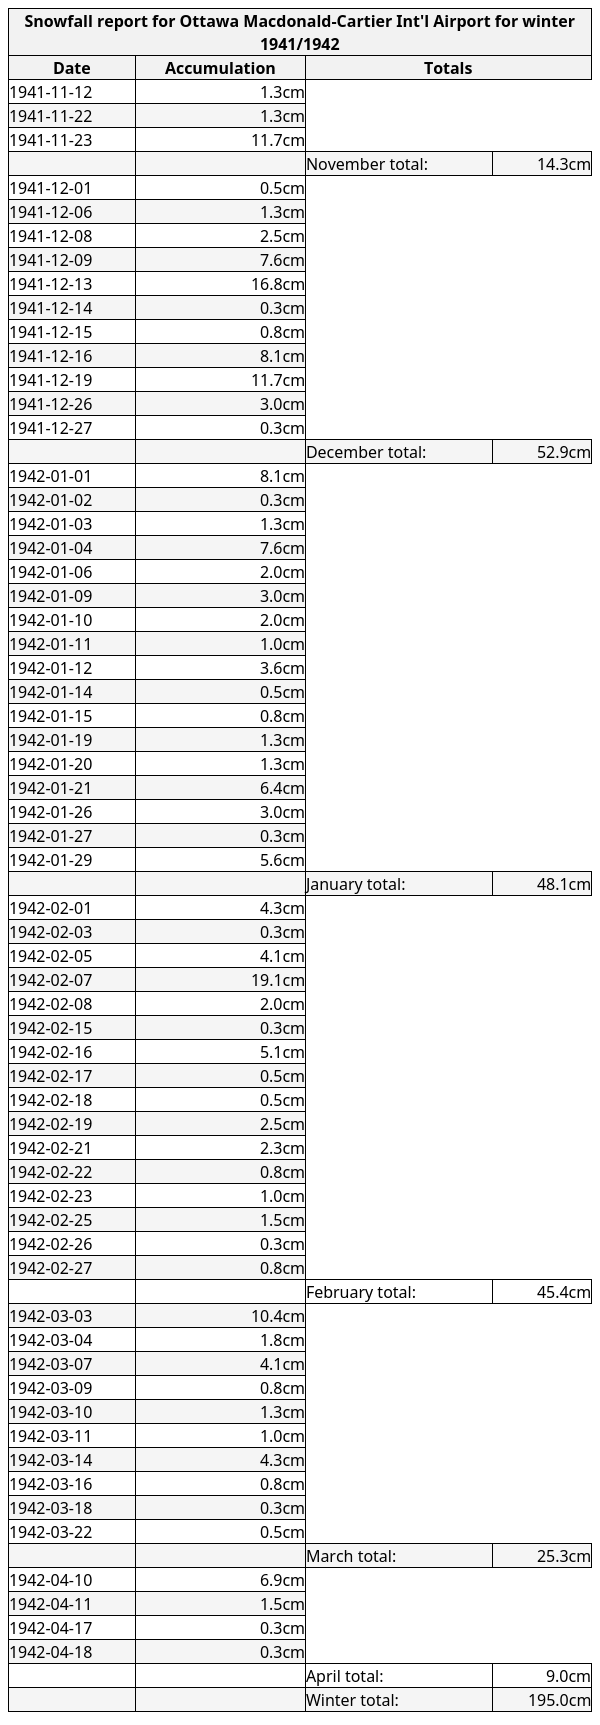 Snowfall report for Ottawa Macdonald-Cartier Int'l Airport for winter
1941/1942
Date Accumulation Totals
1941-11-12 1.3cm
1941-11-22 1.3cm
1941-11-23 11.7cm
November total: 14.3cm
1941-12-01 0.5cm
1941-12-06 1.3cm
1941-12-08 2.5cm
1941-12-09 7.6cm
1941-12-13 16.8cm
1941-12-14 0.3cm
1941-12-15 0.8cm
1941-12-16 8.1cm
1941-12-19 11.7cm
1941-12-26 3.0cm
1941-12-27 0.3cm
December total: 52.9cm
1942-01-01 8.1cm
1942-01-02 0.3cm
1942-01-03 1.3cm
1942-01-04 7.6cm
1942-01-06 2.0cm
1942-01-09 3.0cm
1942-01-10 2.0cm
1942-01-11 1.0cm
1942-01-12 3.6cm
1942-01-14 0.5cm
1942-01-15 0.8cm
1942-01-19 1.3cm
1942-01-20 1.3cm
1942-01-21 6.4cm
1942-01-26 3.0cm
1942-01-27 0.3cm
1942-01-29 5.6cm
January total: 48.1cm
1942-02-01 4.3cm
1942-02-03 0.3cm
1942-02-05 4.1cm
1942-02-07 19.1cm
1942-02-08 2.0cm
1942-02-15 0.3cm
1942-02-16 5.1cm
1942-02-17 0.5cm
1942-02-18 0.5cm
1942-02-19 2.5cm
1942-02-21 2.3cm
1942-02-22 0.8cm
1942-02-23 1.0cm
1942-02-25 1.5cm
1942-02-26 0.3cm
1942-02-27 0.8cm
February total: 45.4cm
1942-03-03 10.4cm
1942-03-04 1.8cm
1942-03-07 4.1cm
1942-03-09 0.8cm
1942-03-10 1.3cm
1942-03-11 1.0cm
1942-03-14 4.3cm
1942-03-16 0.8cm
1942-03-18 0.3cm
1942-03-22 0.5cm
March total: 25.3cm
1942-04-10 6.9cm
1942-04-11 1.5cm
1942-04-17 0.3cm
1942-04-18 0.3cm
April total: 9.0cm
Winter total: 195.0cm